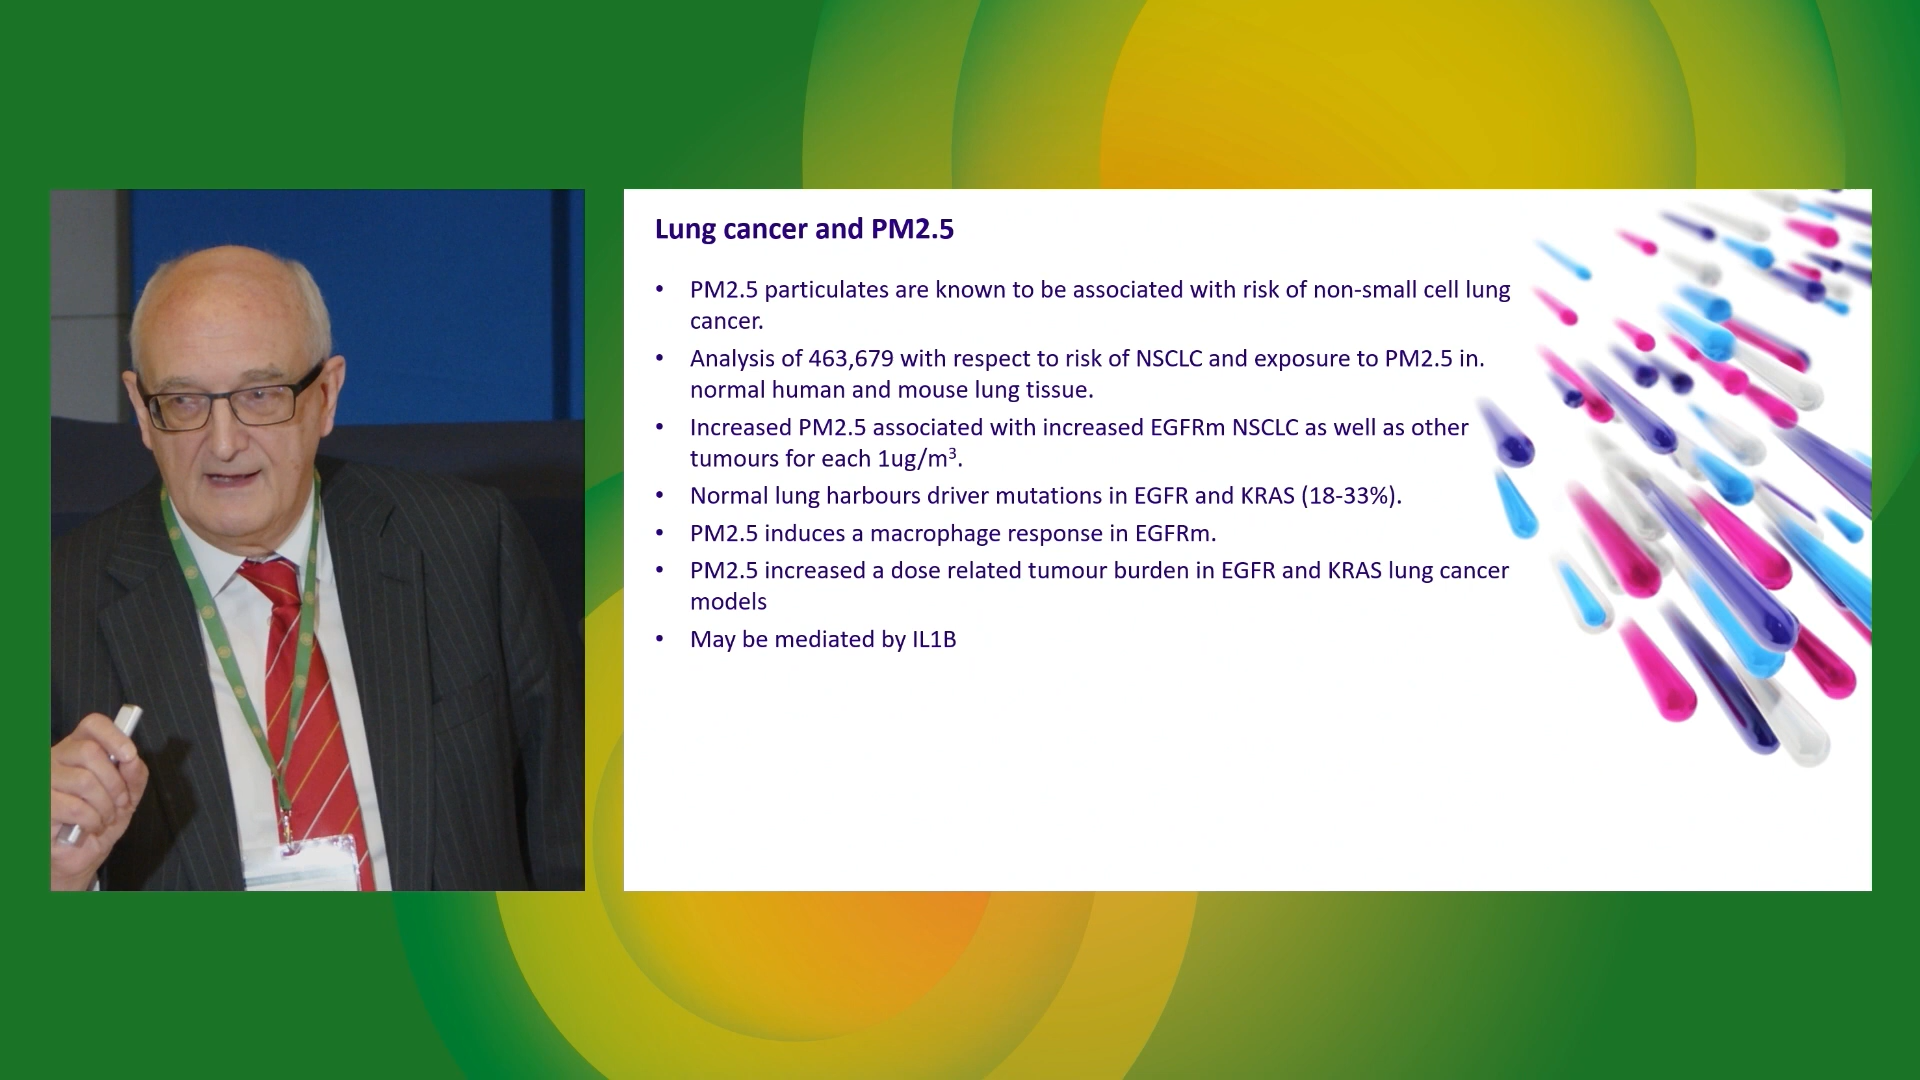 Lung cancer and PM2.5
• PM2.5 particulates are known to be associated with risk of non-small cell lung
cancer.
• Analysis of 463,679 with respect to risk of NSCLC and exposure to PM2.5 in.
normal human and mouse lung tissue.
• Increased PM2.5 associated with increased EGFRm NSCLC as well as other
tumours for each 1ug/m³.
• Normal lung harbours driver mutations in EGFR and KRAS (18-33%).
• PM2.5 induces a macrophage response in EGFRm.
• PM2.5 increased a dose related tumour burden in EGFR and KRAS lung cancer
models
• May be mediated by IL1B